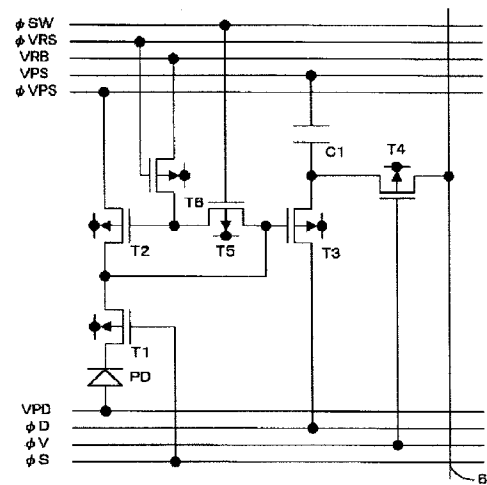 φSW
φVRS
VRB
VPS
φVPS
C1
T4
T6
T2
T5
T3
T1
PD
VPD
φD
φV
φS
6